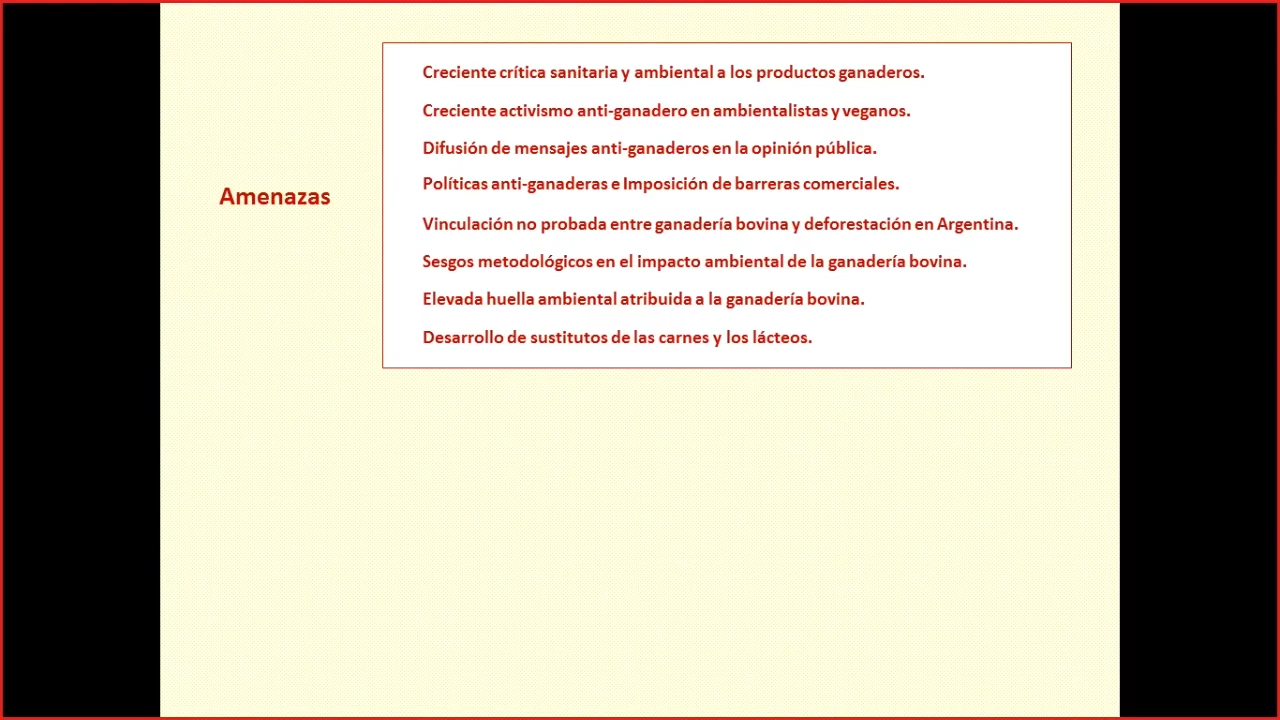 Creciente crítica sanitaria y ambiental a los productos ganaderos.
Creciente activismo anti-ganadero en ambientalistas y veganos.
Difusión de mensajes anti-ganaderos en la opinión pública.
Políticas anti-ganaderas e Imposición de barreras comerciales.
Amenazas
Vinculación no probada entre ganadería bovina y deforestación en Argentina.
Sesgos metodológicos en el impacto ambiental de la ganadería bovina.
Elevada huella ambiental atribuida a la ganadería bovina.
Desarrollo de sustitutos de las carnes y los lácteos.